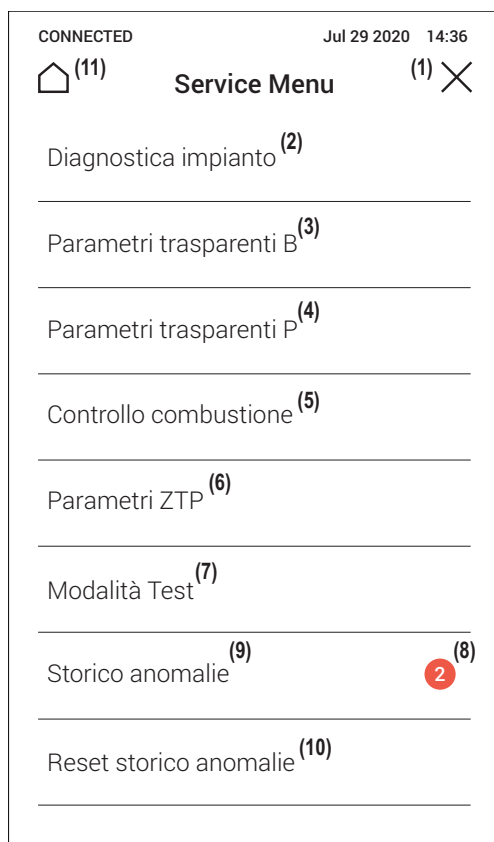 CONNECTED Jul 29 2020 14:36
(11) Service Menu (1)
Diagnostica impianto (2)
Parametri trasparenti B (3)
Parametri trasparenti P (4)
Controllo combustione (5)
Parametri ZTP (6)
Modalità Test (7)
Storico anomalie (9) 2 (8)
Reset storico anomalie (10)